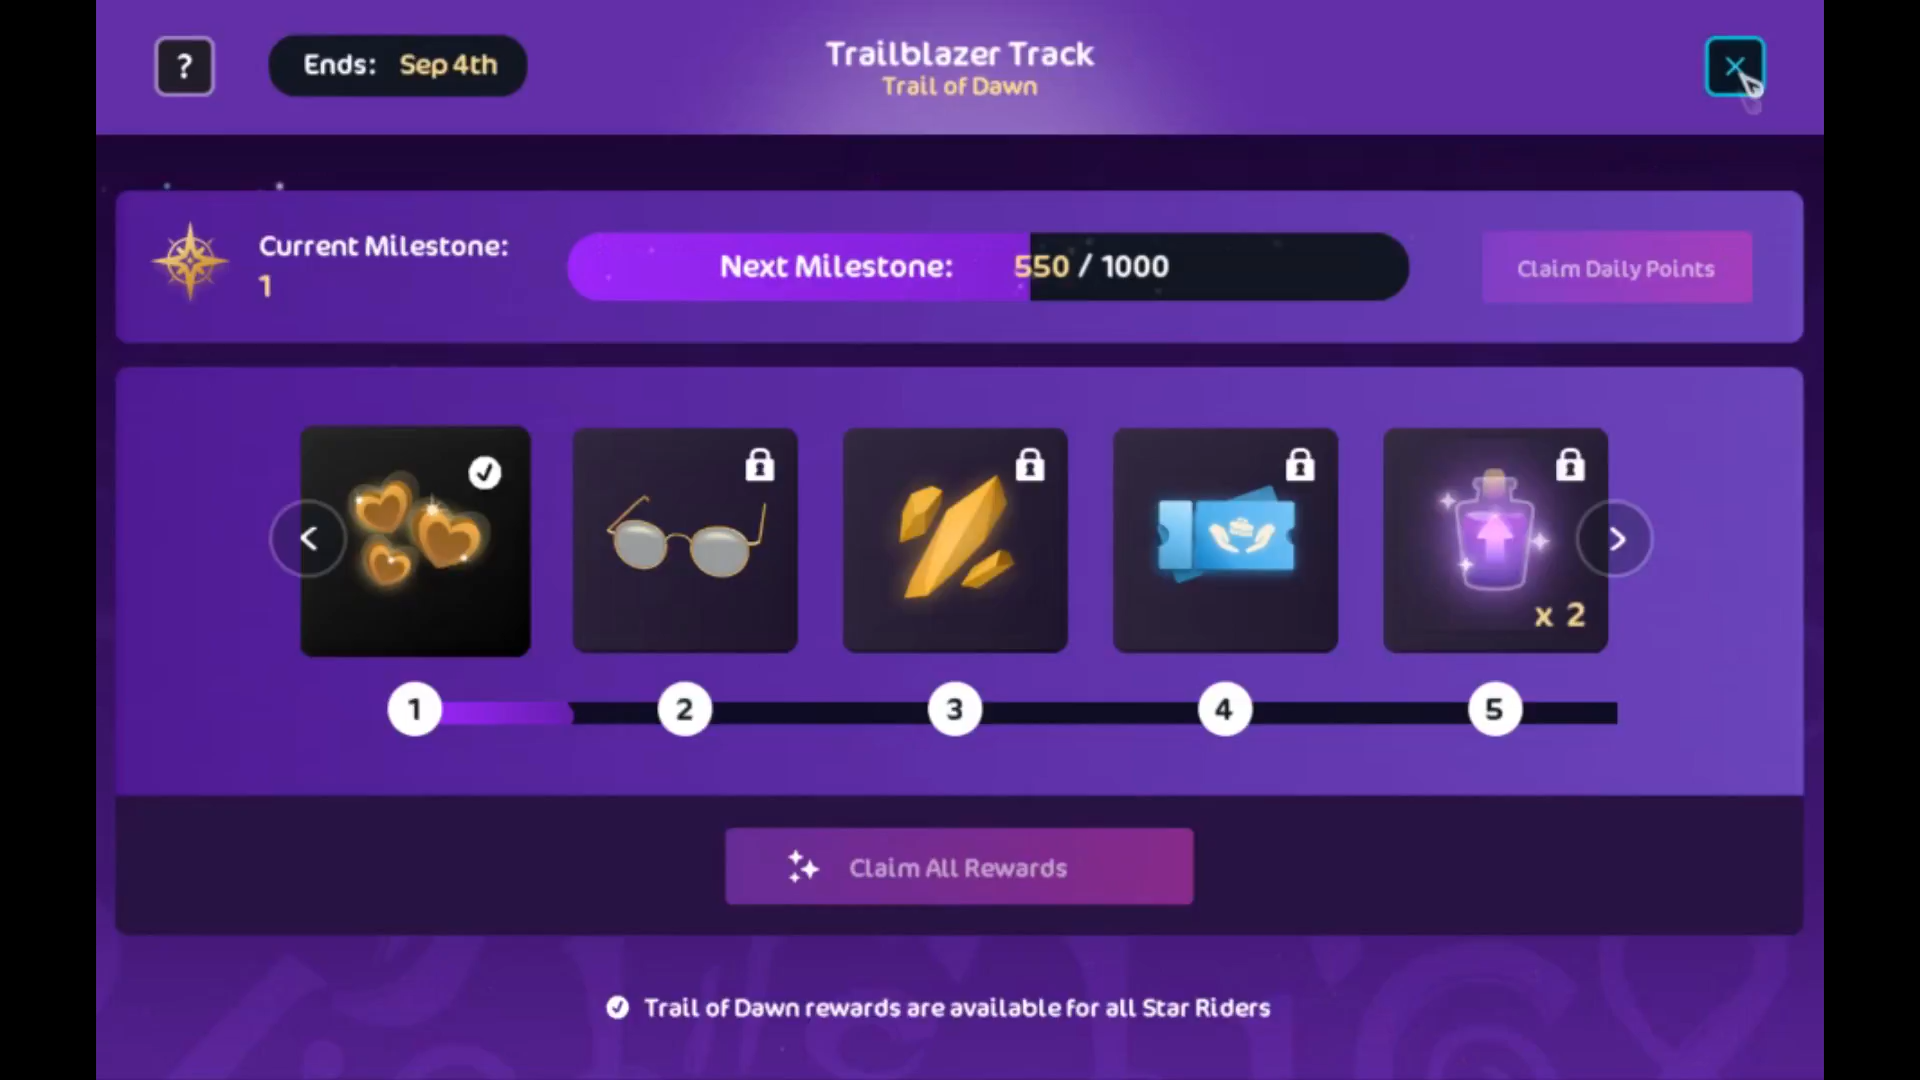 ?
Ends: Sep 4th
Trailblazer Track
Trail of Dawn
Current Milestone:
1
Next Milestone: 550 / 1000
Claim Daily Points
x 2
1
2
3
4
5
Claim All Rewards
Trail of Dawn rewards are available for all Star Riders